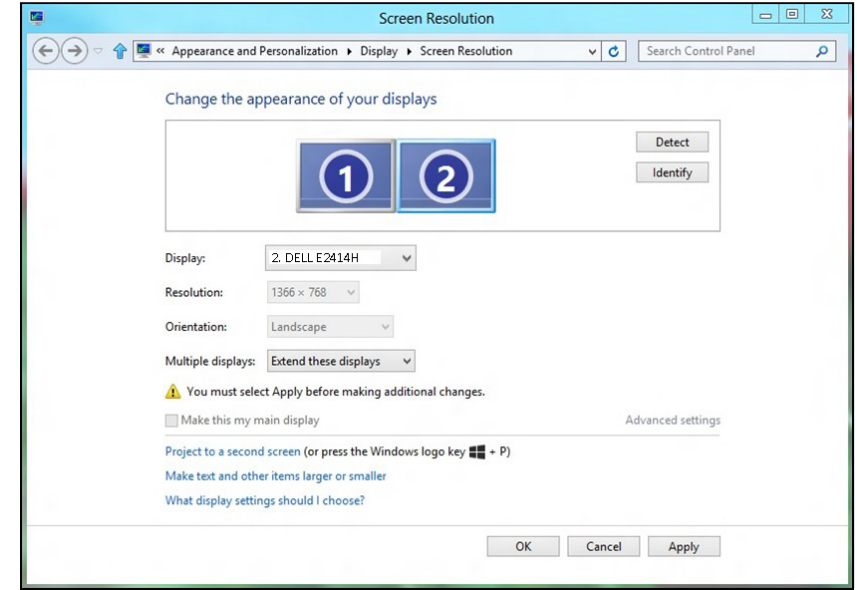 Screen Resolution
« Appearance and Personalization ▸ Display ▸ Screen Resolution
Search Control Panel
Change the appearance of your displays
1 2
Detect
Identify
Display: 2. DELL E2414H
Resolution: 1366 × 768
Orientation: Landscape
Multiple displays: Extend these displays
You must select Apply before making additional changes.
Make this my main display Advanced settings
Project to a second screen (or press the Windows logo key + P)
Make text and other items larger or smaller
What display settings should I choose?
OK Cancel Apply